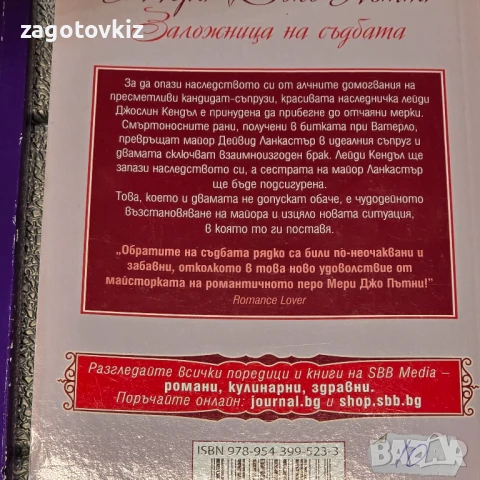 zagotovkiz
Мери Джо Пътни
Заложница на съдбата
За да опази наследството си от алчните домогвания на
пресметливи кандидат-съпрузи, красивата наследничка лейди
Джослин Кендъл е принудена да прибегне до отчаяни мерки.
Смъртоносните рани, получени в битката при Ватерло,
превръщат майор Дейвид Ланкастър в идеалния съпруг и
двамата сключват взаимноизгоден брак. Лейди Кендъл ще
запази наследството си, а сестрата на майор Ланкастър
ще бъде подсигурена.
Това, което и двамата не допускат обаче, е чудодейното
възстановяване на майора и изцяло новата ситуация,
в която то ги поставя.
„Обратите на съдбата рядко са били по-неочаквани и
забавни, отколкото в това ново удоволствие от
майсторката на романтичното перо Мери Джо Пътни!"
Romance Lover
Разгледайте всички поредици и книги на SBB Media –
романи, кулинарни, здравни.
Поръчайте онлайн: journal.bg и shop.sbb.bg
ISBN 978-954-399-523-3
БАZАР